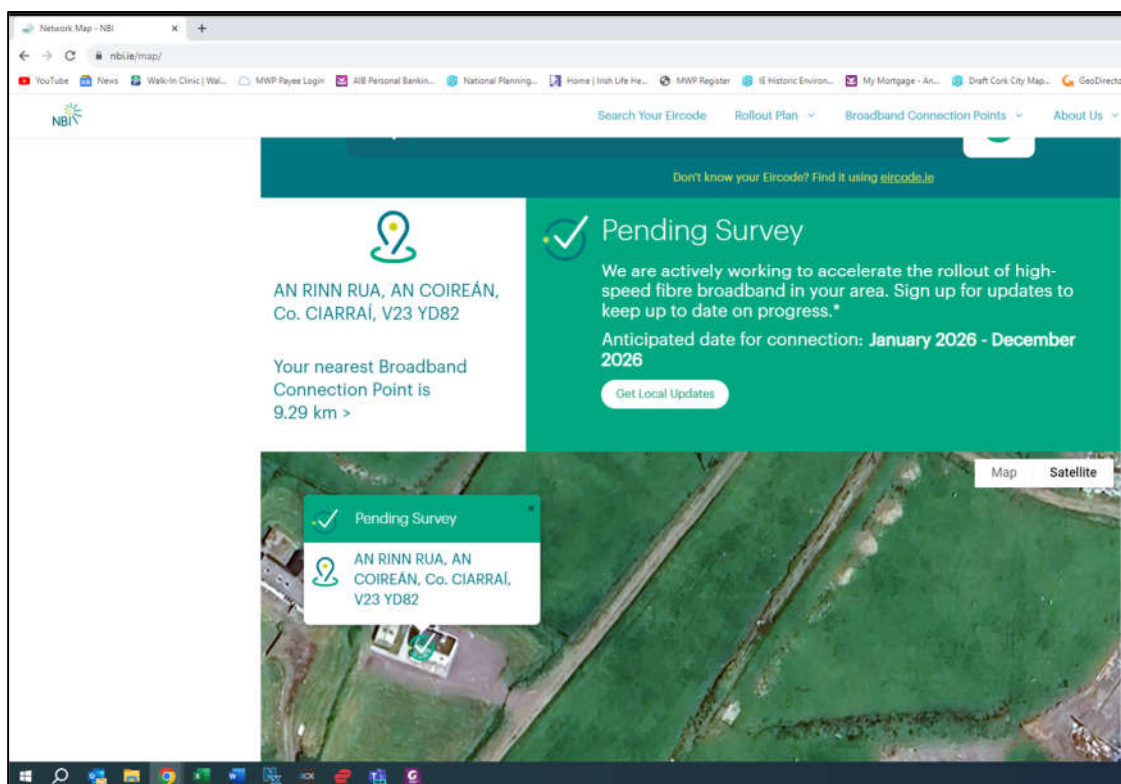 Network Map - NBI
nbi.ie/map/
YouTube News Walk-In Clinic | Wal... MWP Payee Login AIB Personal Bankin... National Planning... Home | Irish Life He... MWP Register IE Historic Environ... My Mortgage - An... Draft Cork City Map... GeoDirecto
NBI Search Your Eircode Rollout Plan Broadband Connection Points About Us
Don't know your Eircode? Find it using eircode.ie
Pending Survey
We are actively working to accelerate the rollout of high-
speed fibre broadband in your area. Sign up for updates to
keep up to date on progress.*
Anticipated date for connection: January 2026 - December
2026
Get Local Updates
AN RINN RUA, AN COIREÁN,
Co. CIARRAÍ, V23 YD82
Your nearest Broadband
Connection Point is
9.29 km >
Map Satellite
Pending Survey
AN RINN RUA, AN
COIREÁN, Co. CIARRAÍ,
V23 YD82